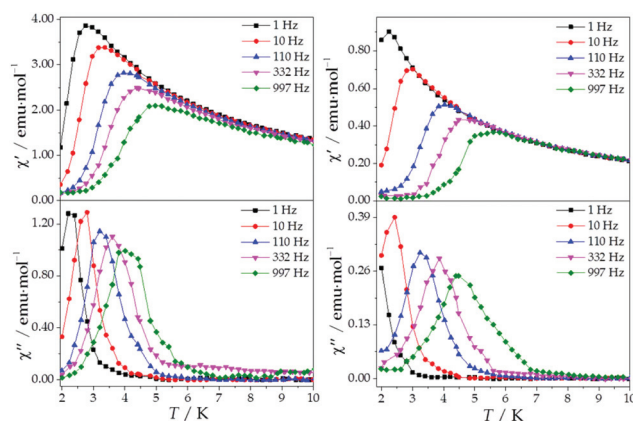 4.00
3.00
2.00
1.00
0.00
χ′ / emu·mol⁻¹
1 Hz
10 Hz
110 Hz
332 Hz
997 Hz
0.80
0.60
0.40
0.20
0.00
χ′ / emu·mol⁻¹
1 Hz
10 Hz
110 Hz
332 Hz
997 Hz
1.20
0.80
0.40
0.00
χ″ / emu·mol⁻¹
1 Hz
10 Hz
110 Hz
332 Hz
997 Hz
2 3 4 5 6 7 8 9 10
T / K
0.39
0.26
0.13
0.00
χ″ / emu·mol⁻¹
1 Hz
10 Hz
110 Hz
332 Hz
997 Hz
2 3 4 5 6 7 8 9 10
T / K